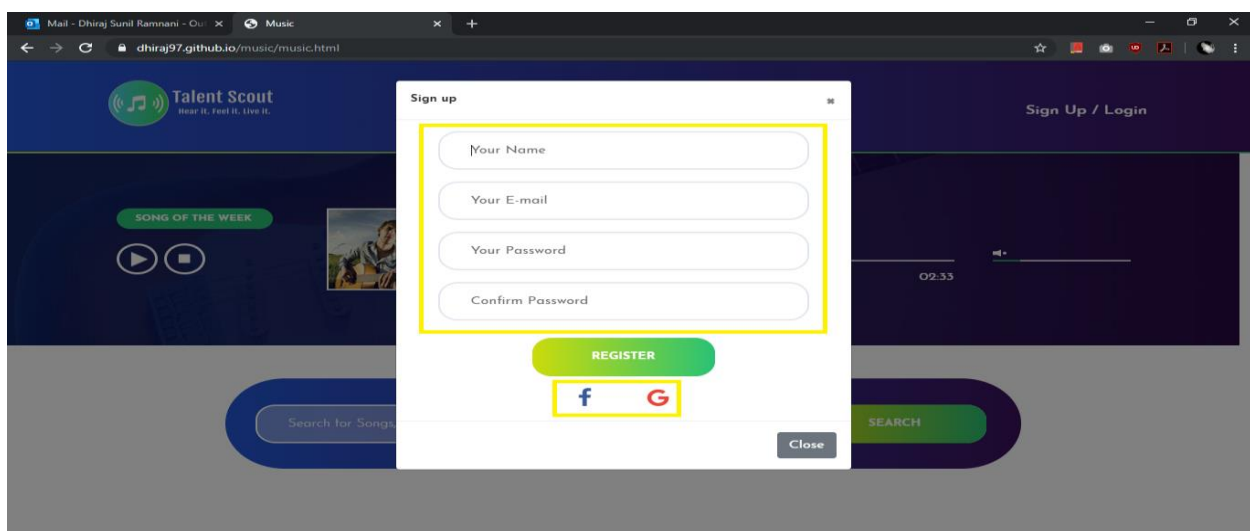 Mail - Dhiraj Sunil Ramnani - Ou
Music
dhiraj97.github.io/music/music.html
Talent Scout
Hear it. Feel it. Live it.
Sign Up / Login
Sign up
Your Name
Your E-mail
Your Password
Confirm Password
SONG OF THE WEEK
02:33
REGISTER
f G
Search for Songs,
SEARCH
Close